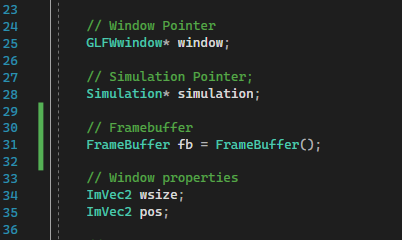 23
24 // Window Pointer
25 GLFWwindow* window;
26
27 // Simulation Pointer;
28 Simulation* simulation;
29
30 // Framebuffer
31 FrameBuffer fb = FrameBuffer();
32
33 // Window properties
34 ImVec2 wsize;
35 ImVec2 pos;
36